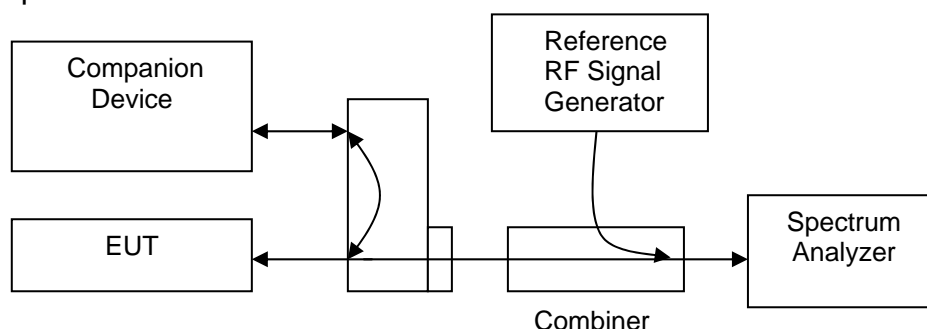 Companion
Device
Reference
RF Signal
Generator
EUT
Spectrum
Analyzer
Combiner